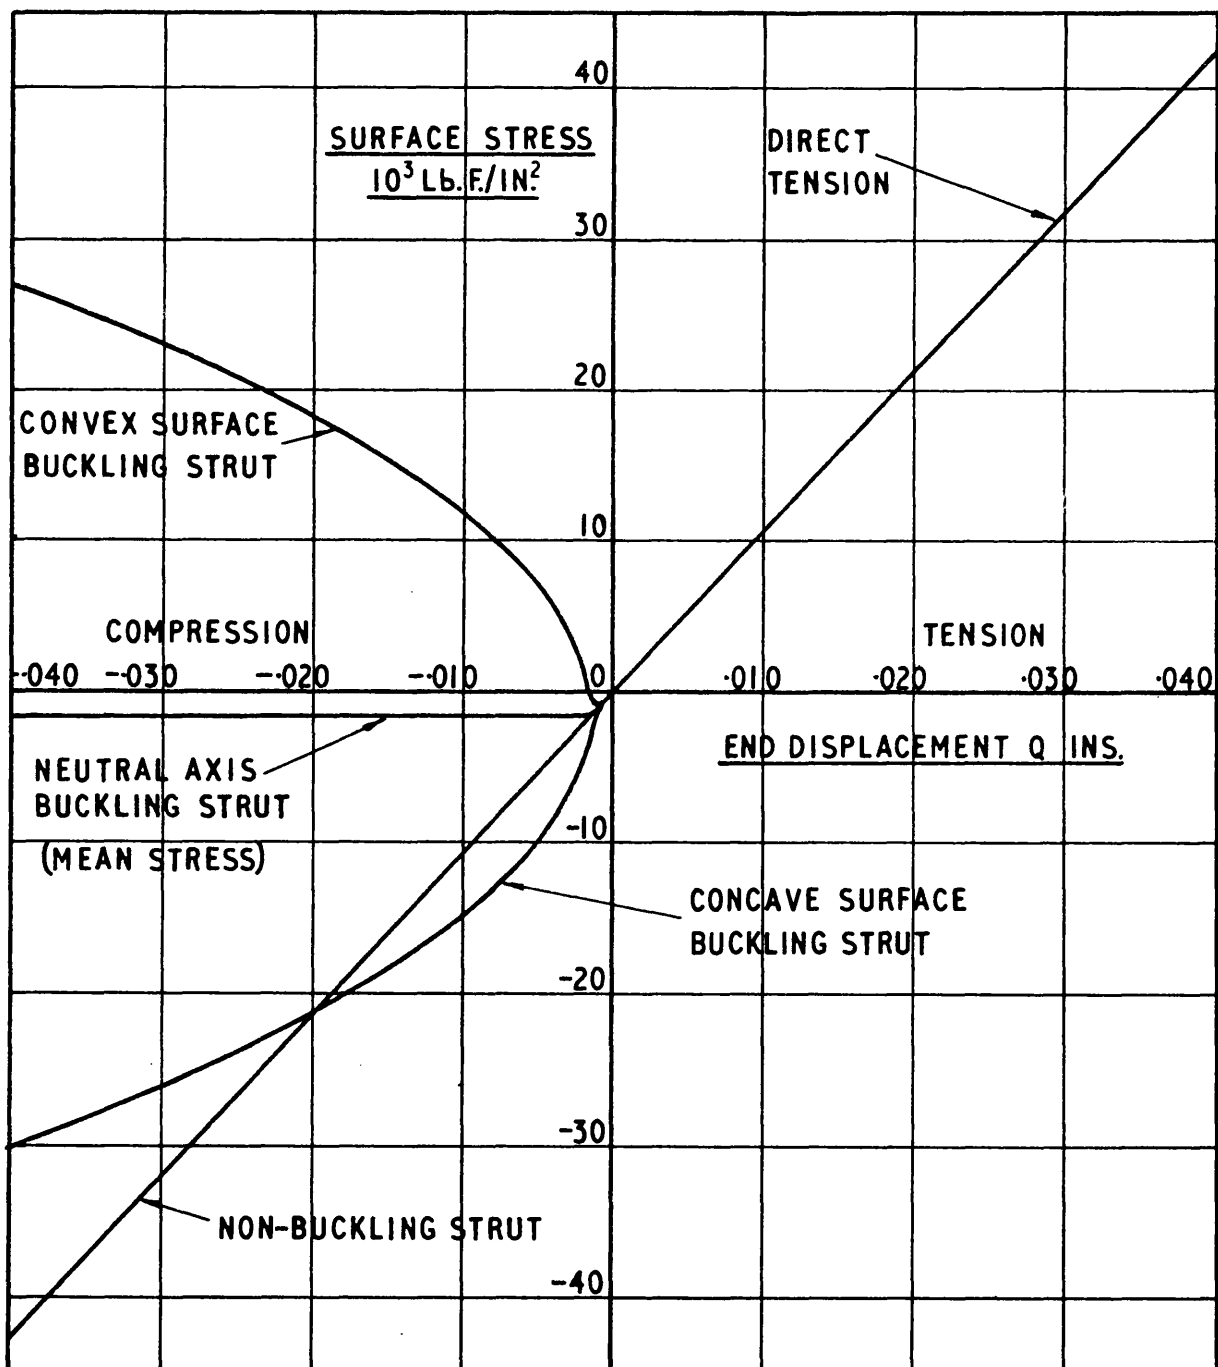 40
SURFACE STRESS
10³ Lb.F./IN.²
DIRECT
TENSION
30
20
CONVEX SURFACE
BUCKLING STRUT
10
COMPRESSION
TENSION
-·040 -·030 -·020 -·010 0 ·010 ·020 ·030 ·040
END DISPLACEMENT Q INS.
NEUTRAL AXIS
BUCKLING STRUT
(MEAN STRESS)
-10
CONCAVE SURFACE
BUCKLING STRUT
-20
-30
NON-BUCKLING STRUT
-40